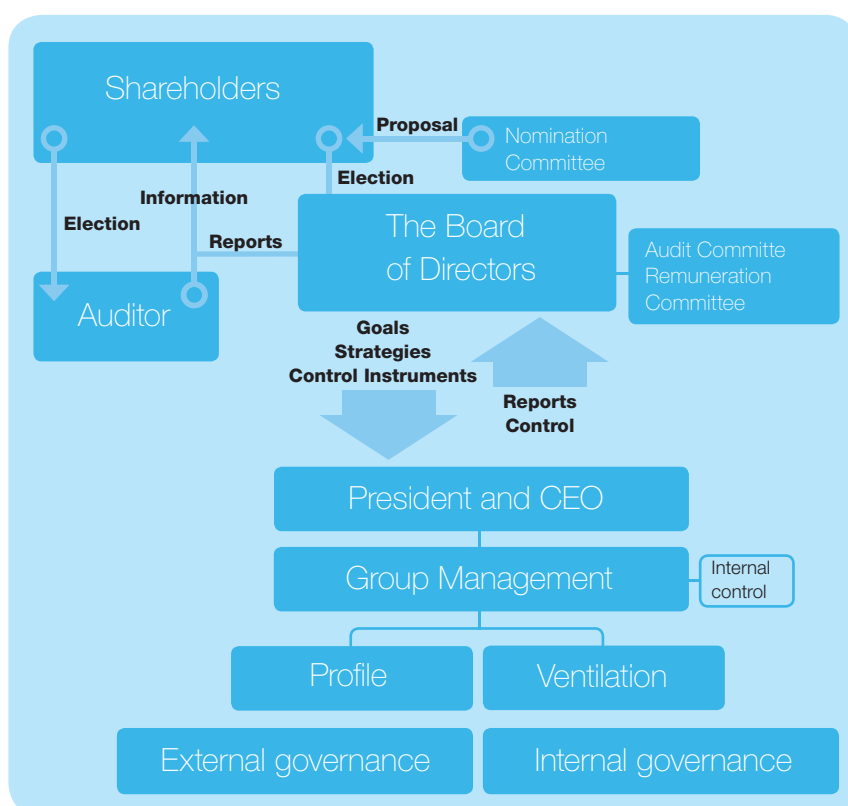 Shareholders
Proposal
Nomination
Committee
Information
Election
Election
Reports
The Board
of Directors
Audit Committe
Remuneration
Committee
Auditor
Goals
Strategies
Control Instruments
Reports
Control
President and CEO
Group Management
Internal
control
Profile
Ventilation
External governance
Internal governance